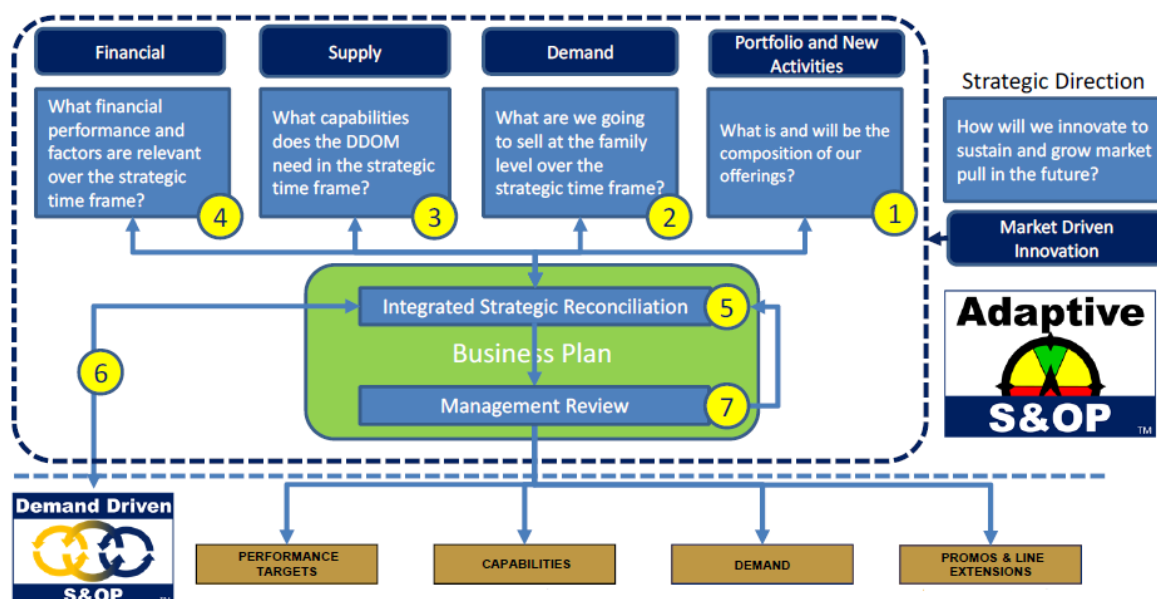 Financial
Supply
Demand
Portfolio and New
Activities
What financial
performance and
factors are relevant
over the strategic
time frame?
4
What capabilities
does the DDOM
need in the strategic
time frame?
3
What are we going
to sell at the family
level over the
strategic time frame?
2
What is and will be the
composition of our
offerings?
1
Strategic Direction
How will we innovate to
sustain and grow market
pull in the future?
Market Driven
Innovation
Integrated Strategic Reconciliation
5
Business Plan
6
Management Review
7
Adaptive
S&OP
TM
Demand Driven
S&OP
TM
PERFORMANCE
TARGETS
CAPABILITIES
DEMAND
PROMOS & LINE
EXTENSIONS